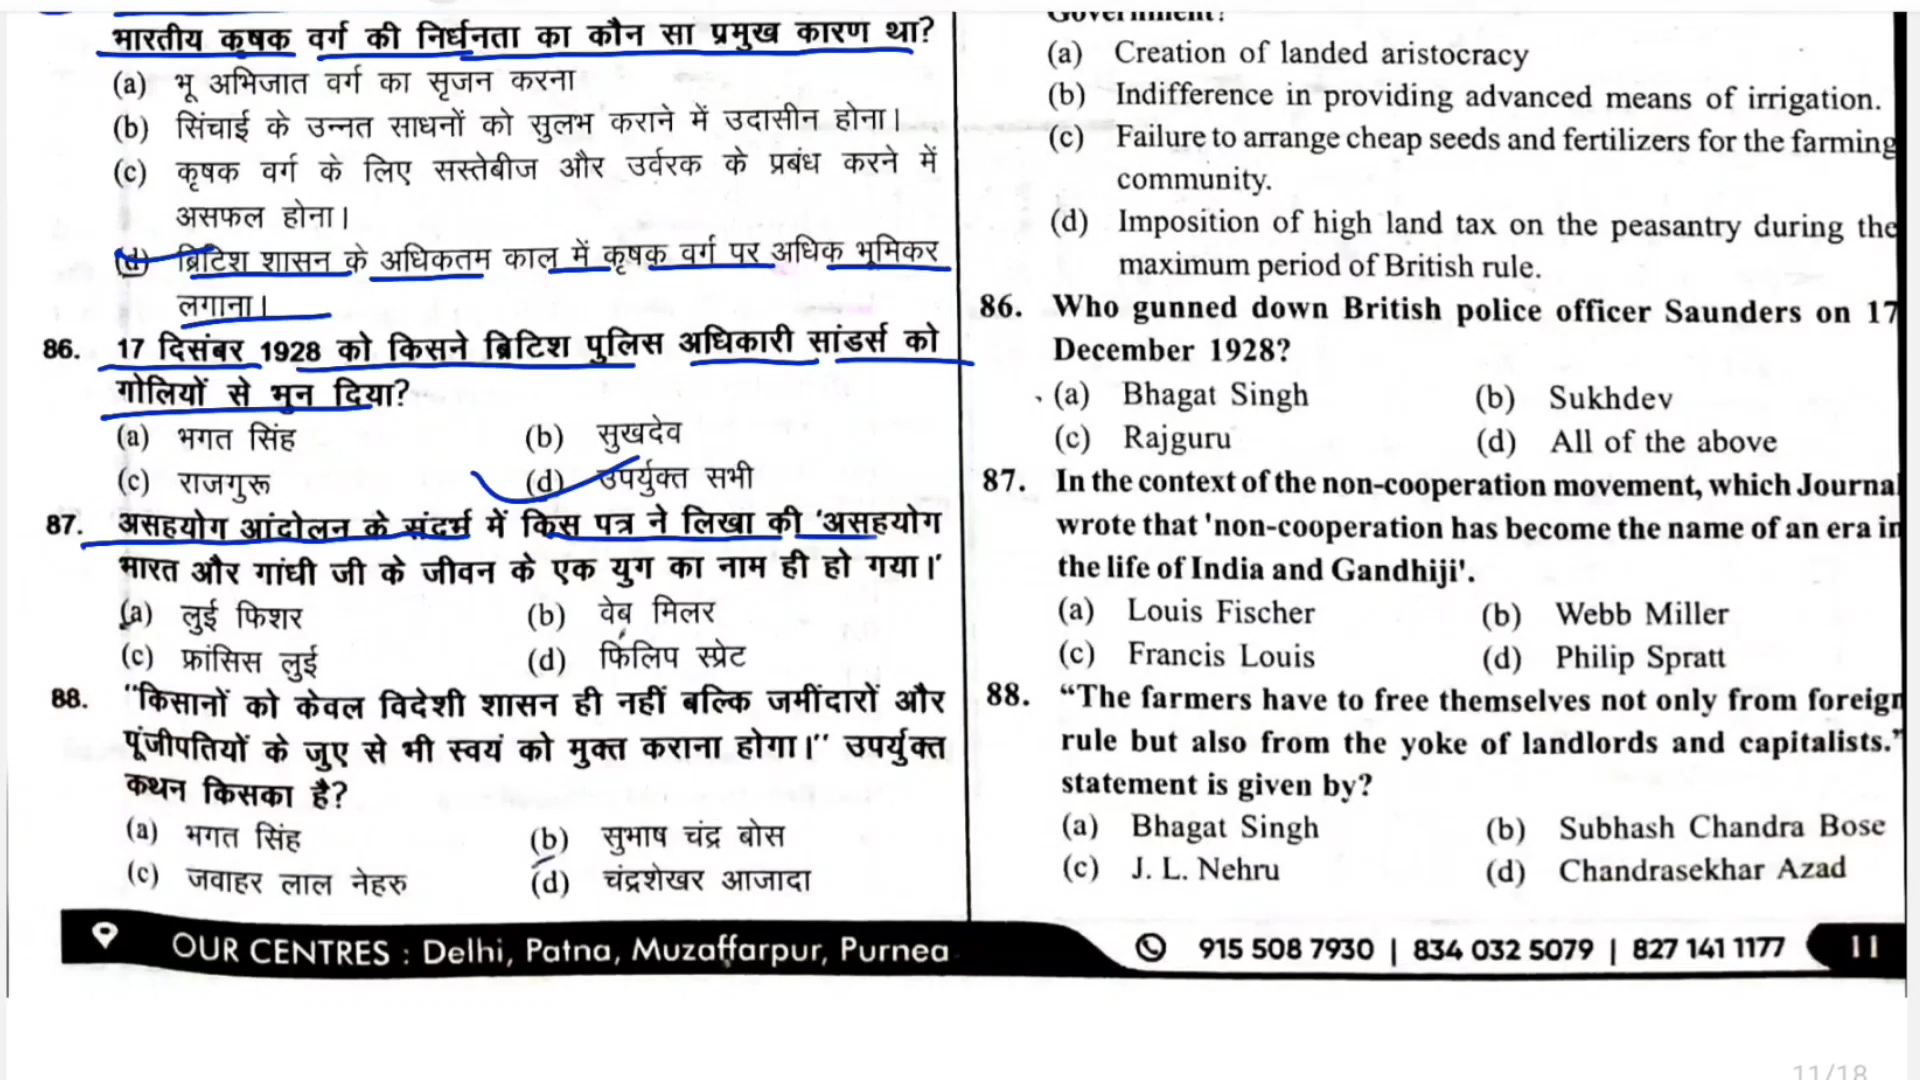 भारतीय कृषक वर्ग की निर्धनता का कौन सा प्रमुख कारण था?
(a) भू अभिजात वर्ग का सृजन करना
(b) सिंचाई के उन्नत साधनों को सुलभ कराने में उदासीन होना।
(c) कृषक वर्ग के लिए सस्तेबीज और उर्वरक के प्रबंध करने में
असफल होना।
(d) ब्रिटिश शासन के अधिकतम काल में कृषक वर्ग पर अधिक भूमिकर
लगाना।
86. 17 दिसंबर 1928 को किसने ब्रिटिश पुलिस अधिकारी सांडर्स को
गोलियों से भून दिया?
(a) भगत सिंह (b) सुखदेव
(c) राजगुरू (d) उपर्युक्त सभी
87. असहयोग आंदोलन के संदर्भ में किस पत्र ने लिखा की 'असहयोग
भारत और गांधी जी के जीवन के एक युग का नाम ही हो गया।'
(a) लुई फिशर (b) वेब मिलर
(c) फ्रांसिस लुई (d) फिलिप स्प्रेट
88. "किसानों को केवल विदेशी शासन ही नहीं बल्कि जमींदारों और
पूंजीपतियों के जुए से भी स्वयं को मुक्त कराना होगा।" उपर्युक्त
कथन किसका है?
(a) भगत सिंह (b) सुभाष चंद्र बोस
(c) जवाहर लाल नेहरु (d) चंद्रशेखर आजादा
Government?
(a) Creation of landed aristocracy
(b) Indifference in providing advanced means of irrigation.
(c) Failure to arrange cheap seeds and fertilizers for the farming
community.
(d) Imposition of high land tax on the peasantry during the
maximum period of British rule.
86. Who gunned down British police officer Saunders on 17
December 1928?
(a) Bhagat Singh (b) Sukhdev
(c) Rajguru (d) All of the above
87. In the context of the non-cooperation movement, which Journal
wrote that 'non-cooperation has become the name of an era in
the life of India and Gandhiji'.
(a) Louis Fischer (b) Webb Miller
(c) Francis Louis (d) Philip Spratt
88. “The farmers have to free themselves not only from foreign
rule but also from the yoke of landlords and capitalists.”
statement is given by?
(a) Bhagat Singh (b) Subhash Chandra Bose
(c) J. L. Nehru (d) Chandrasekhar Azad
OUR CENTRES : Delhi, Patna, Muzaffarpur, Purnea
915 508 7930 | 834 032 5079 | 827 141 1177
11
11/18